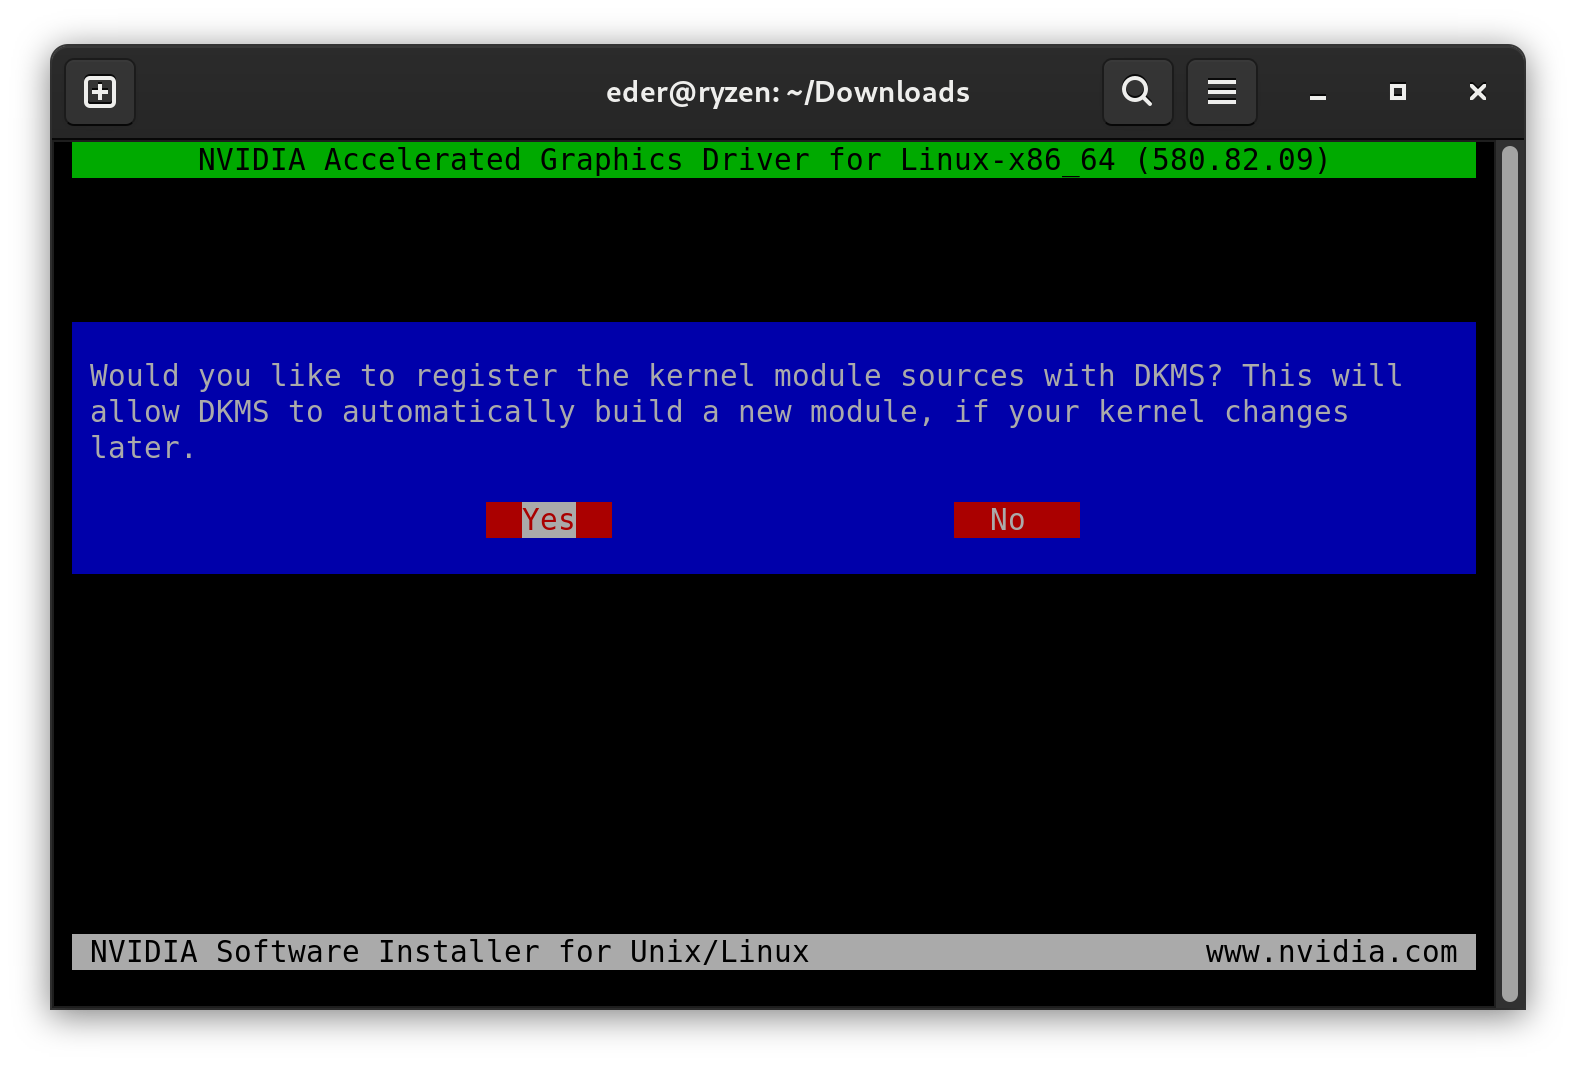 eder@ryzen: ~/Downloads
NVIDIA Accelerated Graphics Driver for Linux-x86_64 (580.82.09)
Would you like to register the kernel module sources with DKMS? This will
allow DKMS to automatically build a new module, if your kernel changes
later.
Yes No
NVIDIA Software Installer for Unix/Linux www.nvidia.com